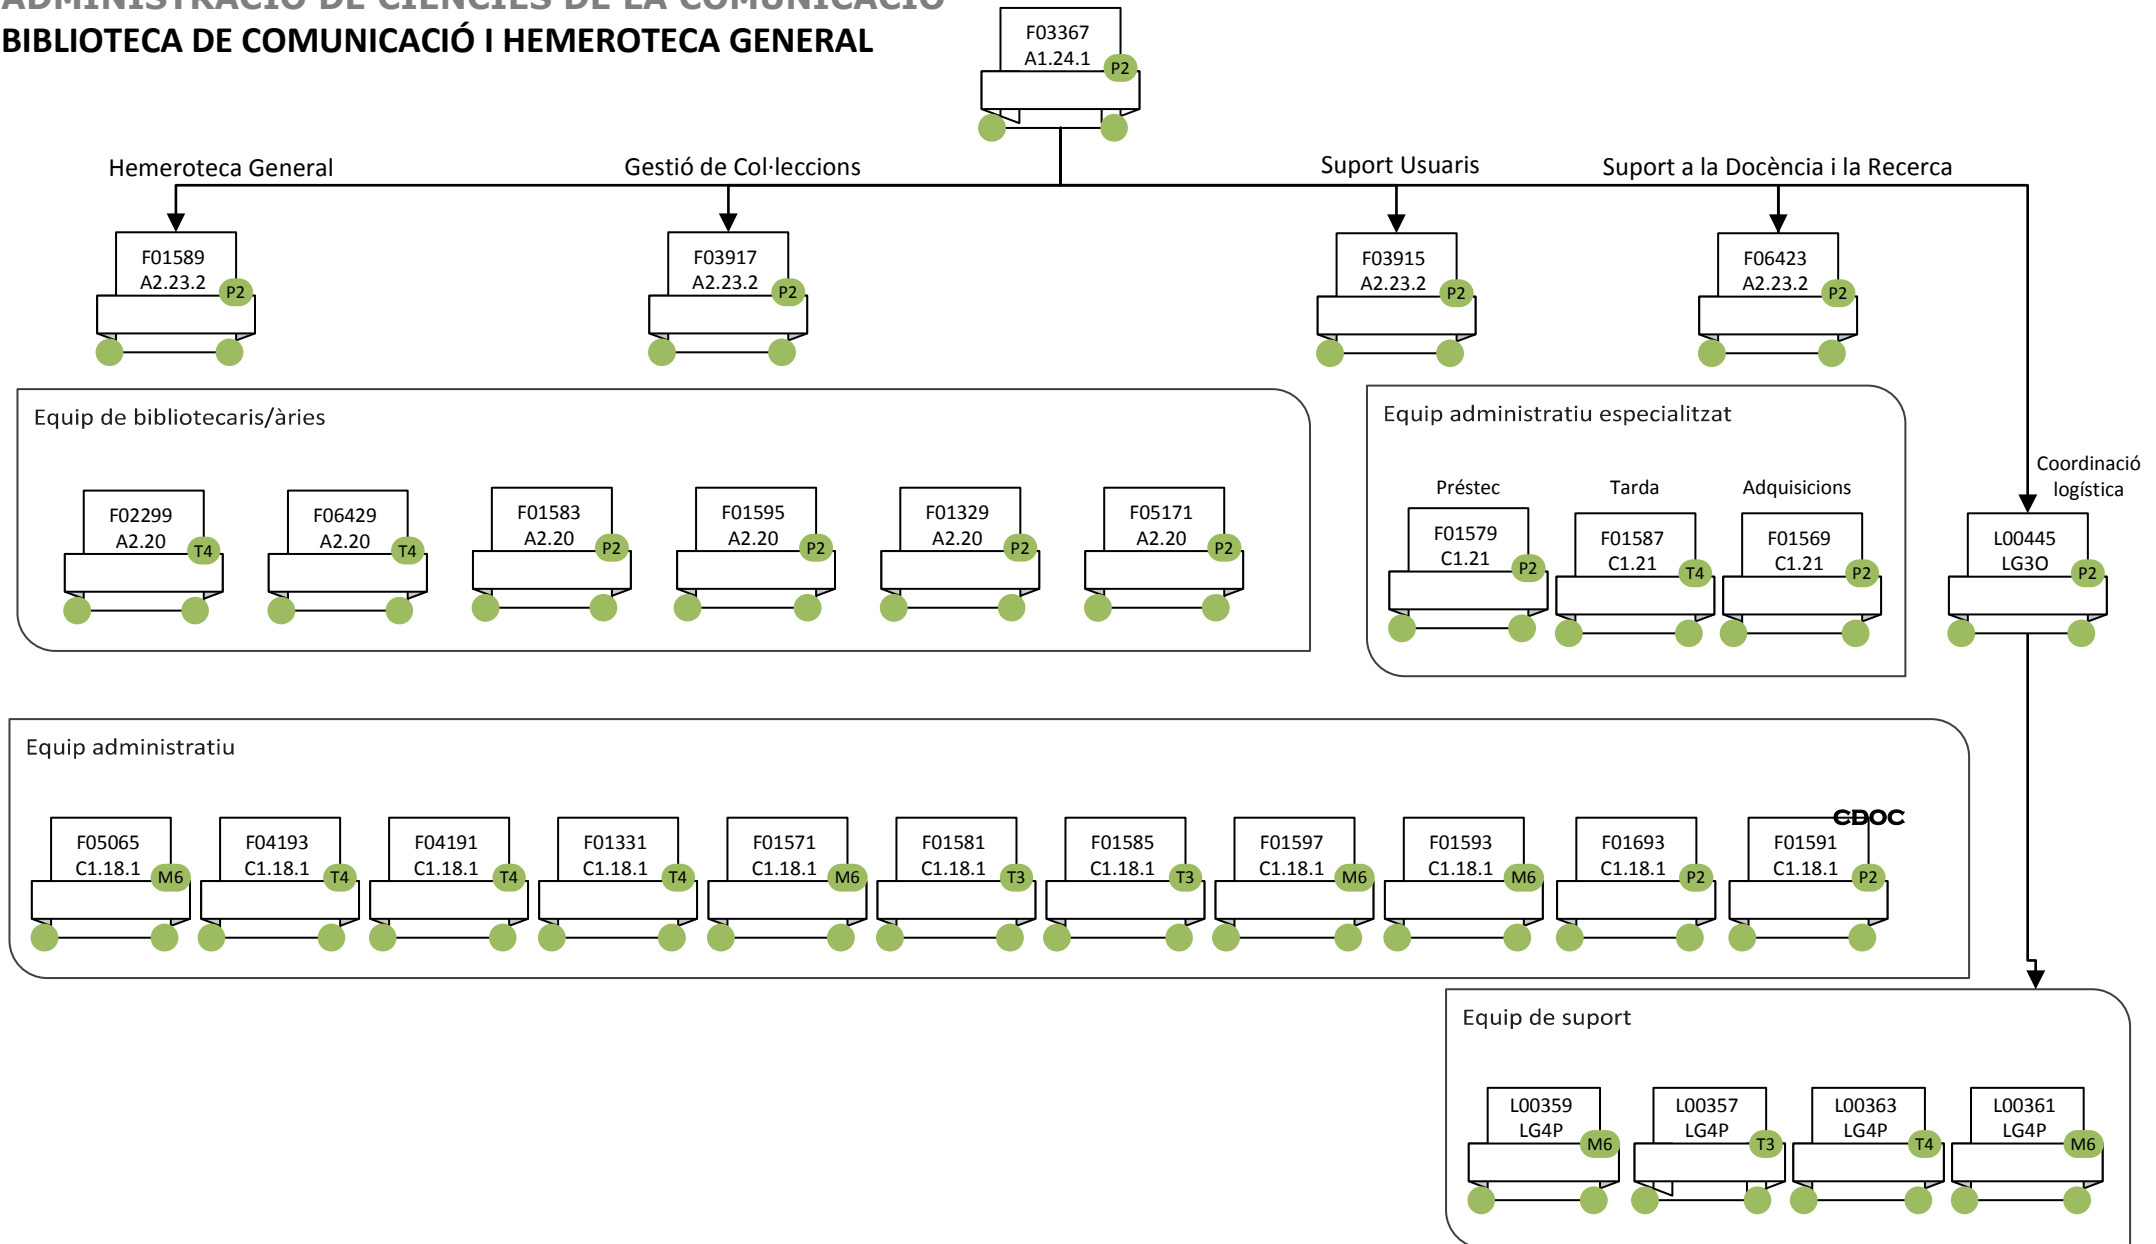 ADMINISTRACIÓ DE CIÈNCIES DE LA COMUNICACIÓ
BIBLIOTECA DE COMUNICACIÓ I HEMEROTECA GENERAL
F03367
A1.24.1
P2
Hemeroteca General
Gestió de Col·leccions
Suport Usuaris
Suport a la Docència i la Recerca
F01589
A2.23.2
P2
F03917
A2.23.2
P2
F03915
A2.23.2
P2
F06423
A2.23.2
P2
Equip de bibliotecaris/àries
F02299
A2.20
T4
F06429
A2.20
T4
F01583
A2.20
P2
F01595
A2.20
P2
F01329
A2.20
P2
F05171
A2.20
P2
Equip administratiu especialitzat
Préstec
F01579
C1.21
P2
Tarda
F01587
C1.21
T4
Adquisicions
F01569
C1.21
P2
Coordinació
logística
L00445
LG3O
P2
Equip administratiu
F05065
C1.18.1
M6
F04193
C1.18.1
T4
F04191
C1.18.1
T4
F01331
C1.18.1
T4
F01571
C1.18.1
M6
F01581
C1.18.1
T3
F01585
C1.18.1
T3
F01597
C1.18.1
M6
F01593
C1.18.1
M6
F01693
C1.18.1
P2
CDOC
F01591
C1.18.1
P2
Equip de suport
L00359
LG4P
M6
L00357
LG4P
T3
L00363
LG4P
T4
L00361
LG4P
M6